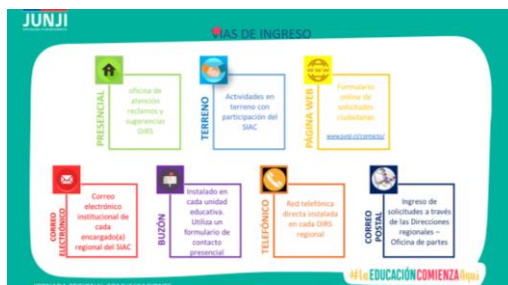 JUNJI
VIAS DE INGRESO
PRESENCIAL
oficina de
atención
reclamos y
sugerencias
OIRS
TERRENO
Actividades en
terreno con
participación del
SIAC
PÁGINA WEB
WWW
Formulario
online de
solicitudes
ciudadanas
www.junji.cl/contacto/
CORREO
ELECTRÓNICO
Correo
electrónico
institucional de
cada
encargado(a)
regional del SIAC
BUZÓN
Instalado en
cada unidad
educativa.
Utiliza un
formulario de
contacto
presencial
TELEFÓNICO
Red telefónica
directa instalada
en cada OIRS
regional
CORREO
POSTAL
Ingreso de
solicitudes a través
de las Direcciones
regionales –
Oficina de partes
#LaEDUCACIÓNCOMIENZAAquí